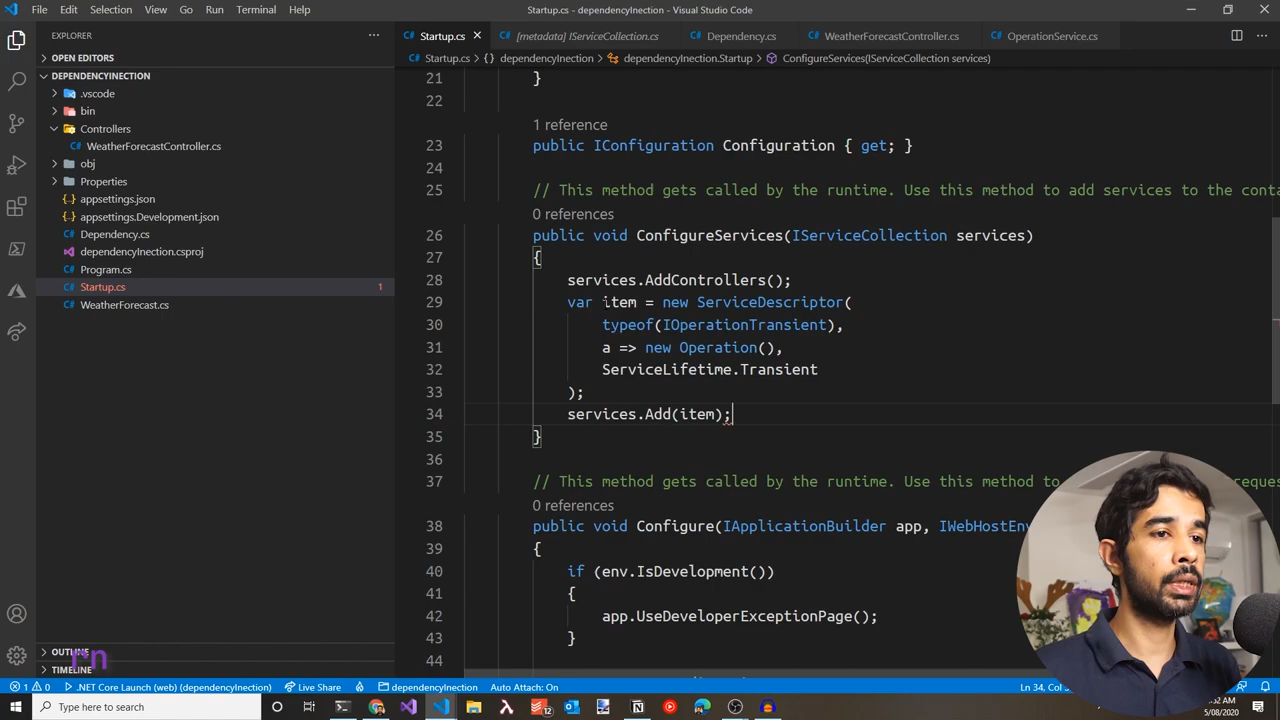 File Edit Selection View Go Run Terminal Help
Startup.cs - dependencyInection - Visual Studio Code
EXPLORER
OPEN EDITORS
DEPENDENCYINECTION
.vscode
bin
Controllers
WeatherForecastController.cs
obj
Properties
appsettings.json
appsettings.Development.json
Dependency.cs
dependencyInection.csproj
Program.cs
Startup.cs 1
WeatherForecast.cs
OUTLINE
TIMELINE
rn
Startup.cs [metadata] IServiceCollection.cs Dependency.cs WeatherForecastController.cs OperationService.cs
Startup.cs {} dependencyInection dependencyInection.Startup ConfigureServices(IServiceCollection services)
21 }
22
1 reference
23 public IConfiguration Configuration { get; }
24
25 // This method gets called by the runtime. Use this method to add services to the conta
0 references
26 public void ConfigureServices(IServiceCollection services)
27 {
28 services.AddControllers();
29 var item = new ServiceDescriptor(
30 typeof(IOperationTransient),
31 a => new Operation(),
32 ServiceLifetime.Transient
33 );
34 services.Add(item);
35 }
36
37 // This method gets called by the runtime. Use this method to
0 references
38 public void Configure(IApplicationBuilder app, IWebHostEn
39 {
40 if (env.IsDevelopment())
41 {
42 app.UseDeveloperExceptionPage();
43 }
44
1 0 .NET Core Launch (web) (dependencyInection) Live Share dependencyInection Auto Attach: On Ln 34,
Type here to search
12
5/08/2020